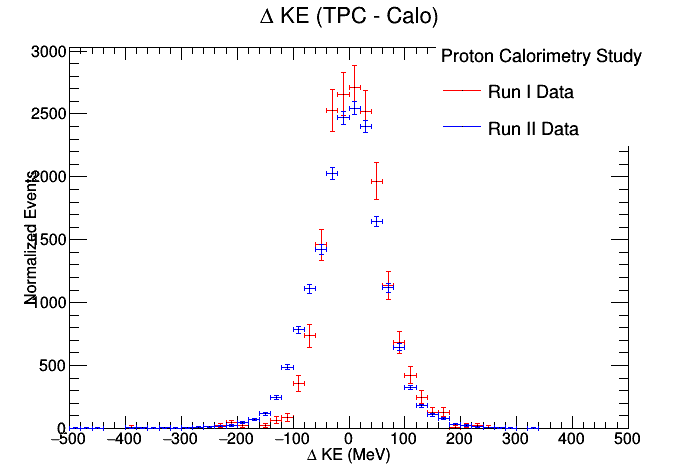 Δ KE (TPC - Calo)
Proton Calorimetry Study
Run I Data
Run II Data
Normalized Events
3000
2500
2000
1500
1000
500
0
−500 −400 −300 −200 −100 0 100 200 300 400 500
Δ KE (MeV)